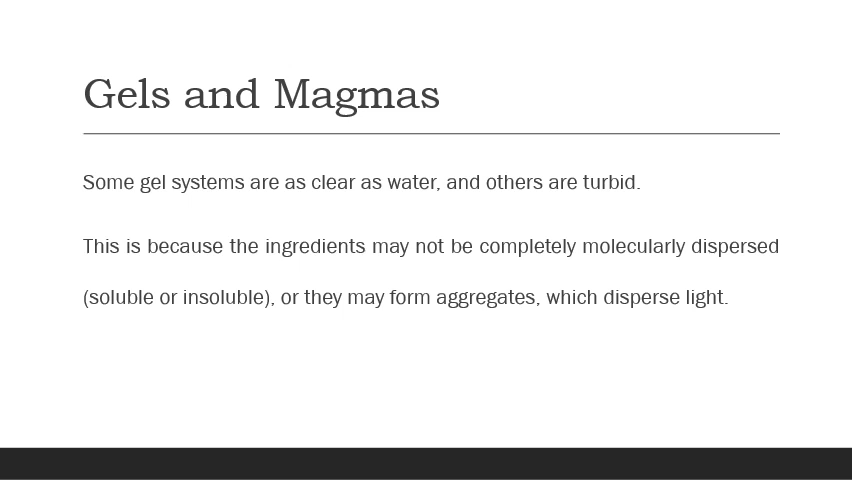 Gels and Magmas
Some gel systems are as clear as water, and others are turbid.
This is because the ingredients may not be completely molecularly dispersed
(soluble or insoluble), or they may form aggregates, which disperse light.